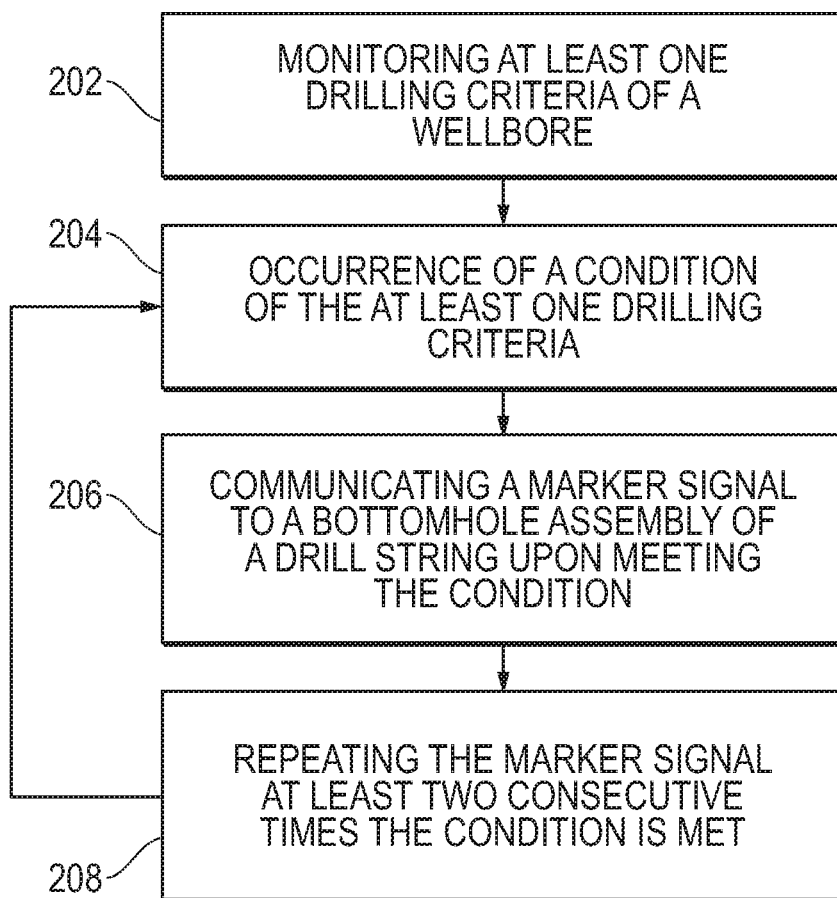 202
MONITORING AT LEAST ONE
DRILLING CRITERIA OF A
WELLBORE
204
OCCURRENCE OF A CONDITION
OF THE AT LEAST ONE DRILLING
CRITERIA
206
COMMUNICATING A MARKER SIGNAL
TO A BOTTOMHOLE ASSEMBLY OF
A DRILL STRING UPON MEETING
THE CONDITION
REPEATING THE MARKER SIGNAL
AT LEAST TWO CONSECUTIVE
TIMES THE CONDITION IS MET
208